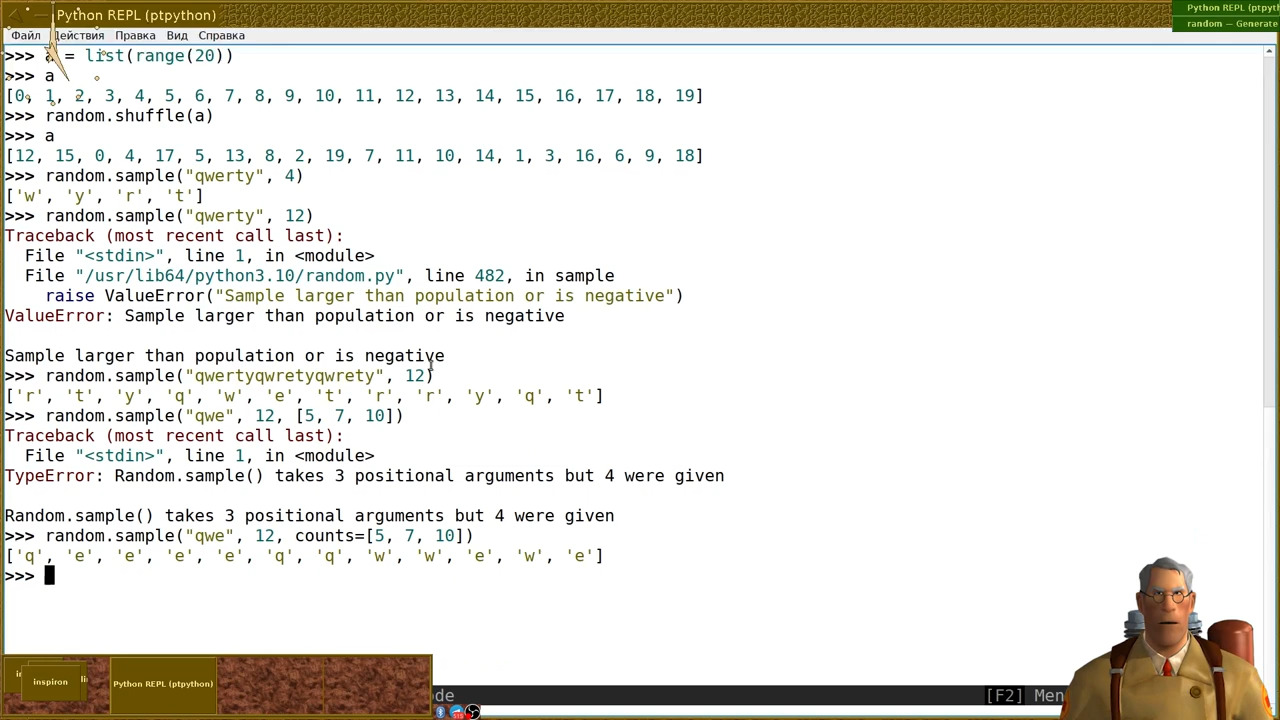 Python REPL (ptpython)
Python REPL (ptpyt
random — Generate
Файл Действия Правка Вид Справка
>>> a = list(range(20))
>>> a
[0, 1, 2, 3, 4, 5, 6, 7, 8, 9, 10, 11, 12, 13, 14, 15, 16, 17, 18, 19]
>>> random.shuffle(a)
>>> a
[12, 15, 0, 4, 17, 5, 13, 8, 2, 19, 7, 11, 10, 14, 1, 3, 16, 6, 9, 18]
>>> random.sample("qwerty", 4)
['w', 'y', 'r', 't']
>>> random.sample("qwerty", 12)
Traceback (most recent call last):
File "<stdin>", line 1, in <module>
File "/usr/lib64/python3.10/random.py", line 482, in sample
raise ValueError("Sample larger than population or is negative")
ValueError: Sample larger than population or is negative
Sample larger than population or is negative
>>> random.sample("qwertyqwretyqwrety", 12)
['r', 't', 'y', 'q', 'w', 'e', 't', 'r', 'r', 'y', 'q', 't']
>>> random.sample("qwe", 12, [5, 7, 10])
Traceback (most recent call last):
File "<stdin>", line 1, in <module>
TypeError: Random.sample() takes 3 positional arguments but 4 were given
Random.sample() takes 3 positional arguments but 4 were given
>>> random.sample("qwe", 12, counts=[5, 7, 10])
['q', 'e', 'e', 'e', 'e', 'q', 'q', 'w', 'w', 'e', 'w', 'e']
>>>
inspiron
Python REPL (ptpython)
de
[F2] Men